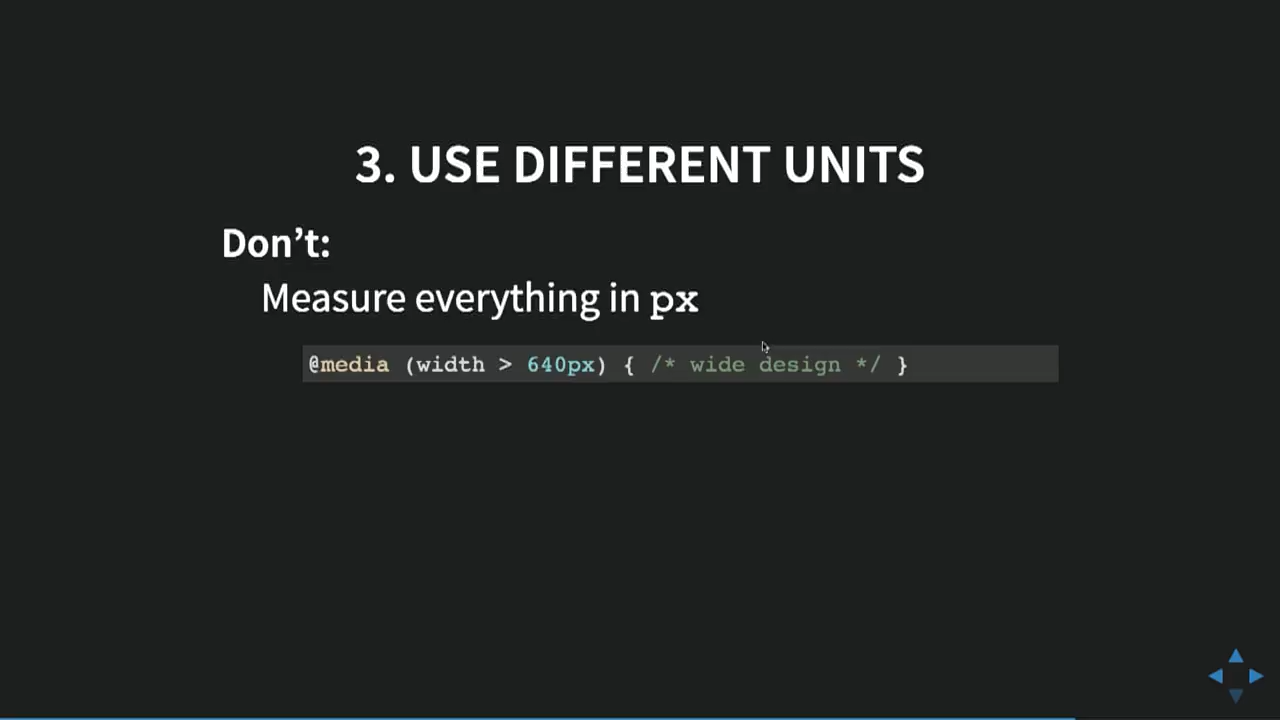 3. USE DIFFERENT UNITS
Don’t:
Measure everything in px
@media (width > 640px) { /* wide design */ }